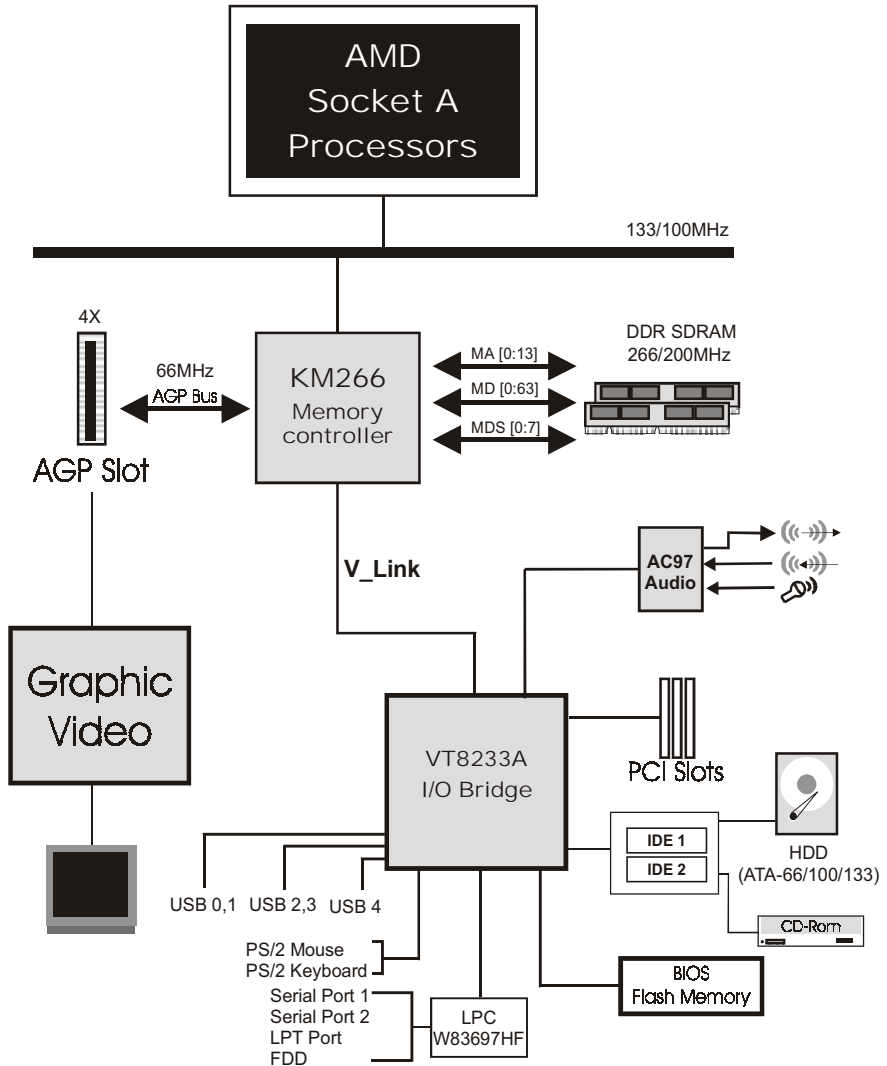 AMD
Socket A
Processors
133/100MHz
4X
66MHz
AGP Bus
AGP Slot
KM266
Memory
controller
MA [0:13]
MD [0:63]
MDS [0:7]
DDR SDRAM
266/200MHz
V_Link
AC97
Audio
Graphic
Video
VT8233A
I/O Bridge
PCI Slots
IDE 1
IDE 2
HDD
(ATA-66/100/133)
CD-Rom
USB 0,1
USB 2,3
USB 4
PS/2 Mouse
PS/2 Keyboard
Serial Port 1
Serial Port 2
LPT Port
FDD
LPC
W83697HF
BIOS
Flash Memory